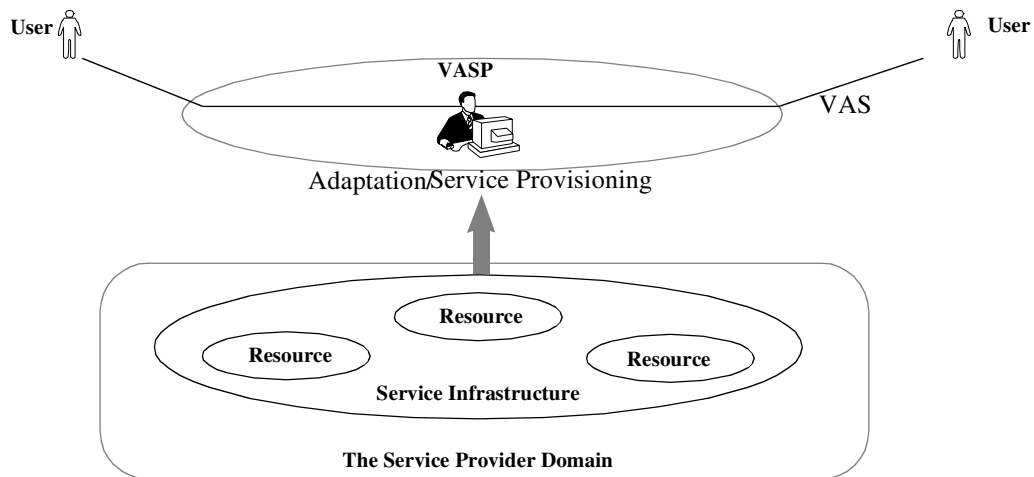 User
User
VASP
VAS
Adaptation/Service Provisioning
Resource
Resource
Resource
Service Infrastructure
The Service Provider Domain